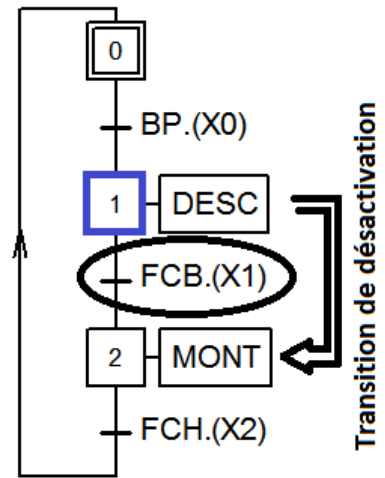 0
BP.(X0)
1 DESC
FCB.(X1)
2 MONT
FCH.(X2)
Transition de désactivation